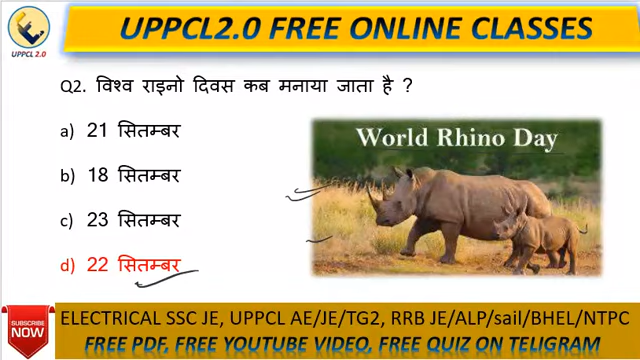 UPPCL2.0 FREE ONLINE CLASSES
UPPCL 2.0
Q2. विश्व राइनो दिवस कब मनाया जाता है ?
a) 21 सितम्बर
b) 18 सितम्बर
c) 23 सितम्बर
d) 22 सितम्बर
World Rhino Day
SUBSCRIBE
NOW
ELECTRICAL SSC JE, UPPCL AE/JE/TG2, RRB JE/ALP/sail/BHEL/NTPC
FREE PDF, FREE YOUTUBE VIDEO, FREE QUIZ ON TELIGRAM